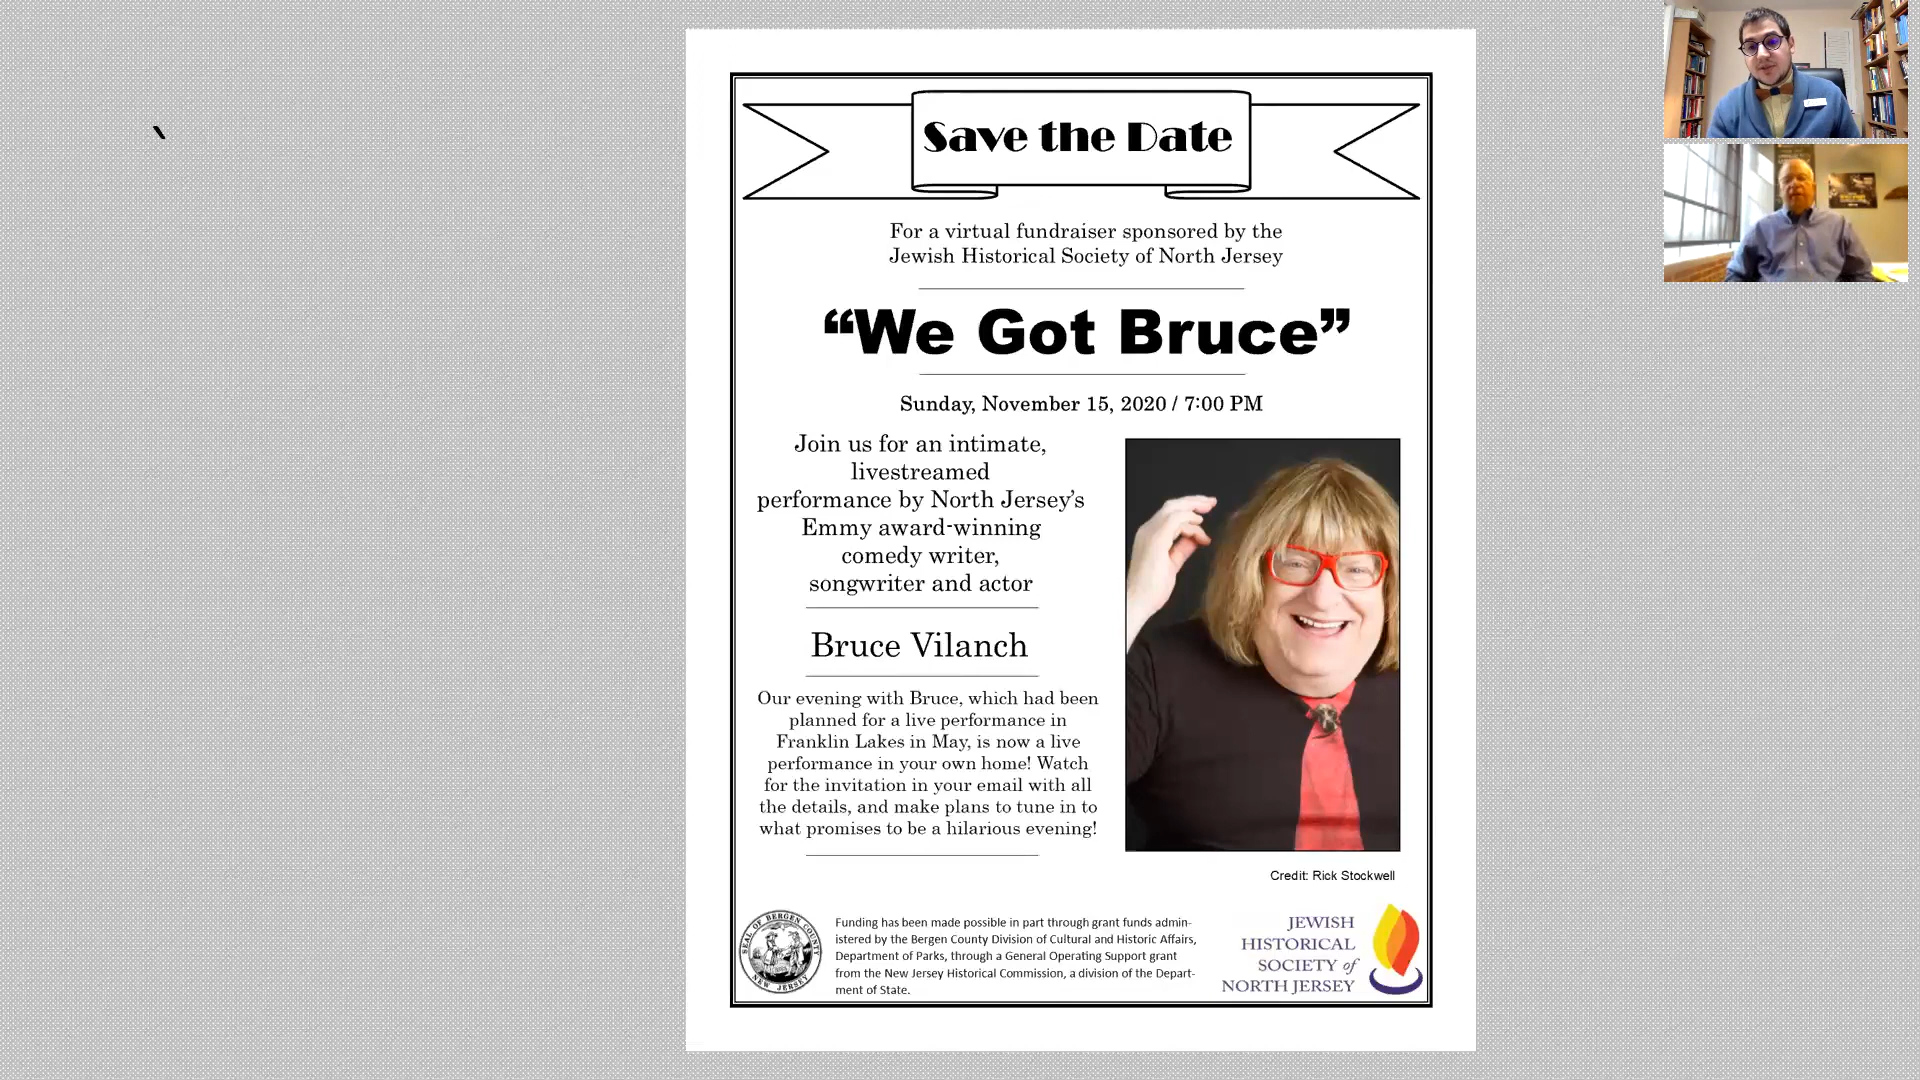 Save the Date
For a virtual fundraiser sponsored by the
Jewish Historical Society of North Jersey
“We Got Bruce”
Sunday, November 15, 2020 / 7:00 PM
Join us for an intimate,
livestreamed
performance by North Jersey’s
Emmy award-winning
comedy writer,
songwriter and actor
Bruce Vilanch
Our evening with Bruce, which had been
planned for a live performance in
Franklin Lakes in May, is now a live
performance in your own home! Watch
for the invitation in your email with all
the details, and make plans to tune in to
what promises to be a hilarious evening!
Credit: Rick Stockwell
SEAL OF BERGEN COUNTY
NEW JERSEY
Funding has been made possible in part through grant funds admin-
istered by the Bergen County Division of Cultural and Historic Affairs,
Department of Parks, through a General Operating Support grant
from the New Jersey Historical Commission, a division of the Depart-
ment of State.
JEWISH
HISTORICAL
SOCIETY of
NORTH JERSEY